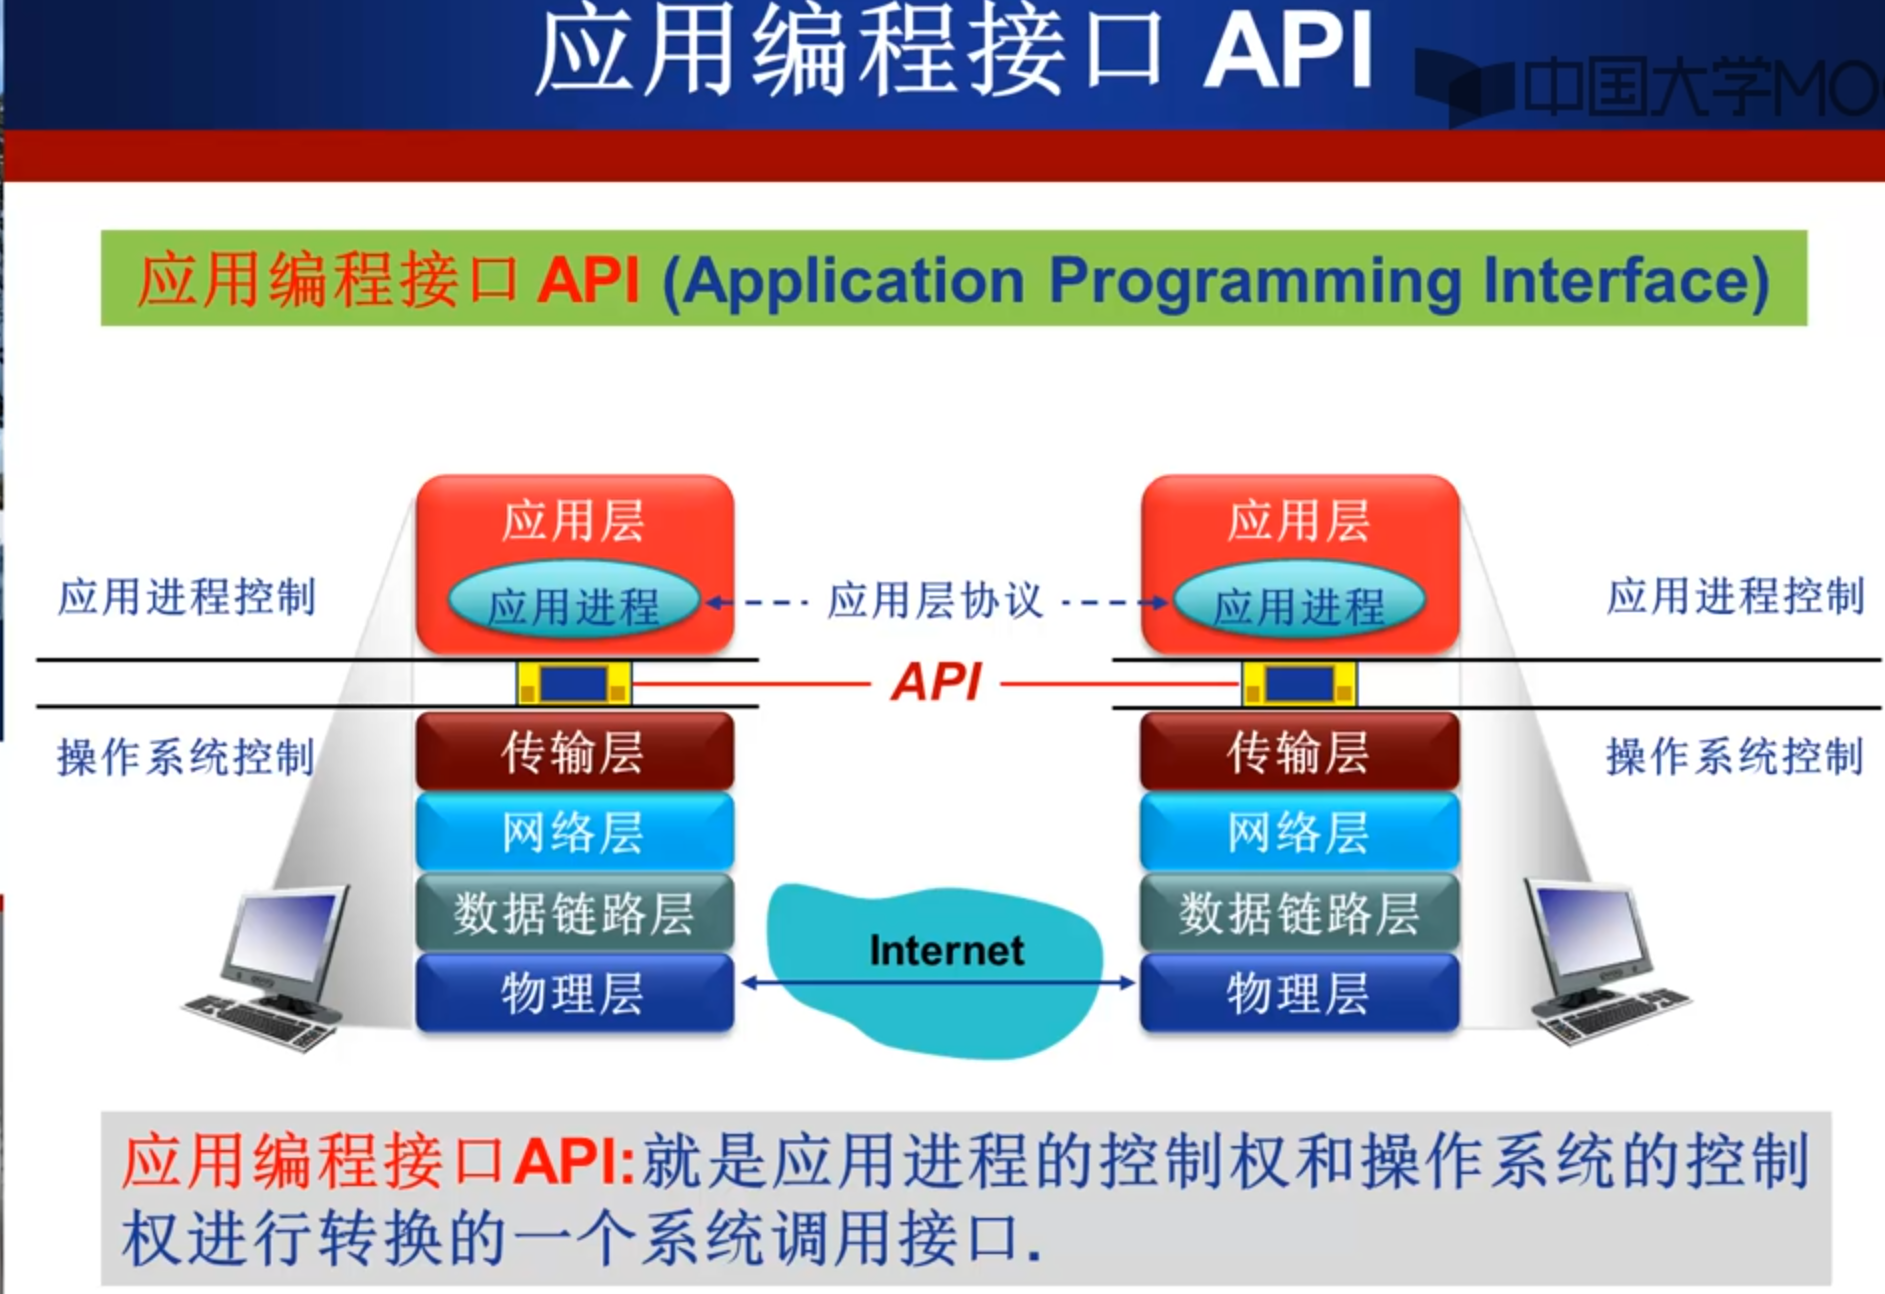 应用编程接口 API
中国大学MO
应用编程接口 API (Application Programming Interface)
应用层
应用层
应用进程控制
应用进程
应用层协议
应用进程
应用进程控制
API
操作系统控制
传输层
传输层
操作系统控制
网络层
网络层
数据链路层
数据链路层
Internet
物理层
物理层
应用编程接口API:就是应用进程的控制权和操作系统的控制
权进行转换的一个系统调用接口.